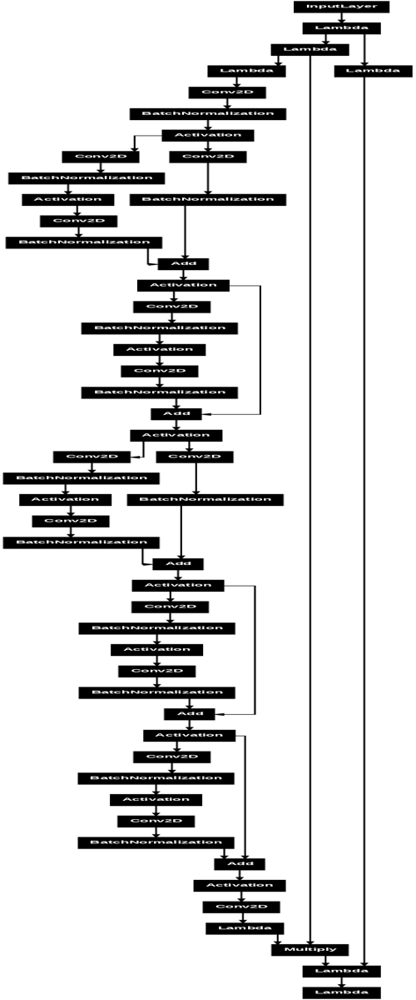 InputLayer
Lambda
Lambda
Lambda Lambda
Conv2D
BatchNormalization
Activation
Conv2D Conv2D
BatchNormalization
Activation BatchNormalization
Conv2D
BatchNormalization
Add
Activation
Conv2D
BatchNormalization
Activation
Conv2D
BatchNormalization
Add
Activation
Conv2D Conv2D
BatchNormalization
Activation BatchNormalization
Conv2D
BatchNormalization
Add
Activation
Conv2D
BatchNormalization
Activation
Conv2D
BatchNormalization
Add
Activation
Conv2D
BatchNormalization
Activation
Conv2D
BatchNormalization
Add
Activation
Conv2D
Lambda
Multiply
Lambda
Lambda